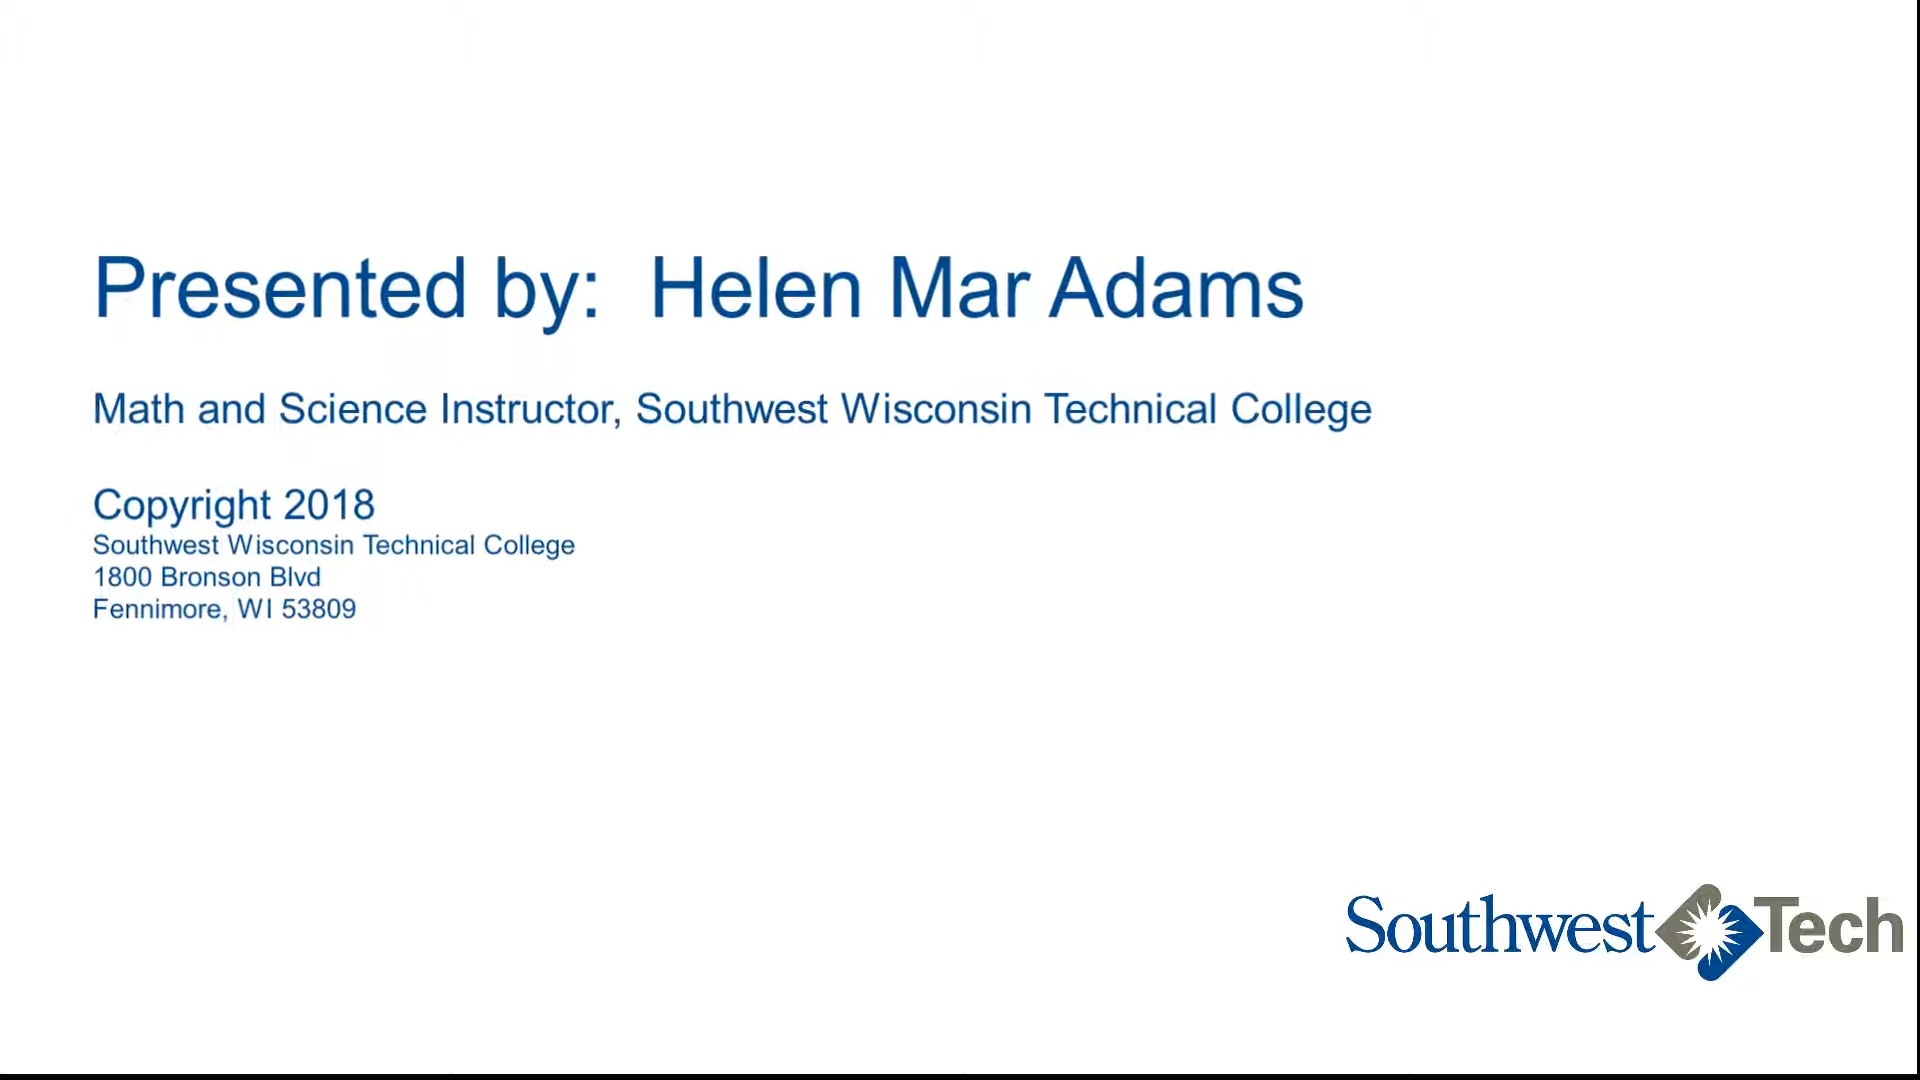 Presented by:  Helen Mar Adams
Math and Science Instructor, Southwest Wisconsin Technical College
Copyright 2018
Southwest Wisconsin Technical College
1800 Bronson Blvd
Fennimore, WI 53809
Southwest Tech